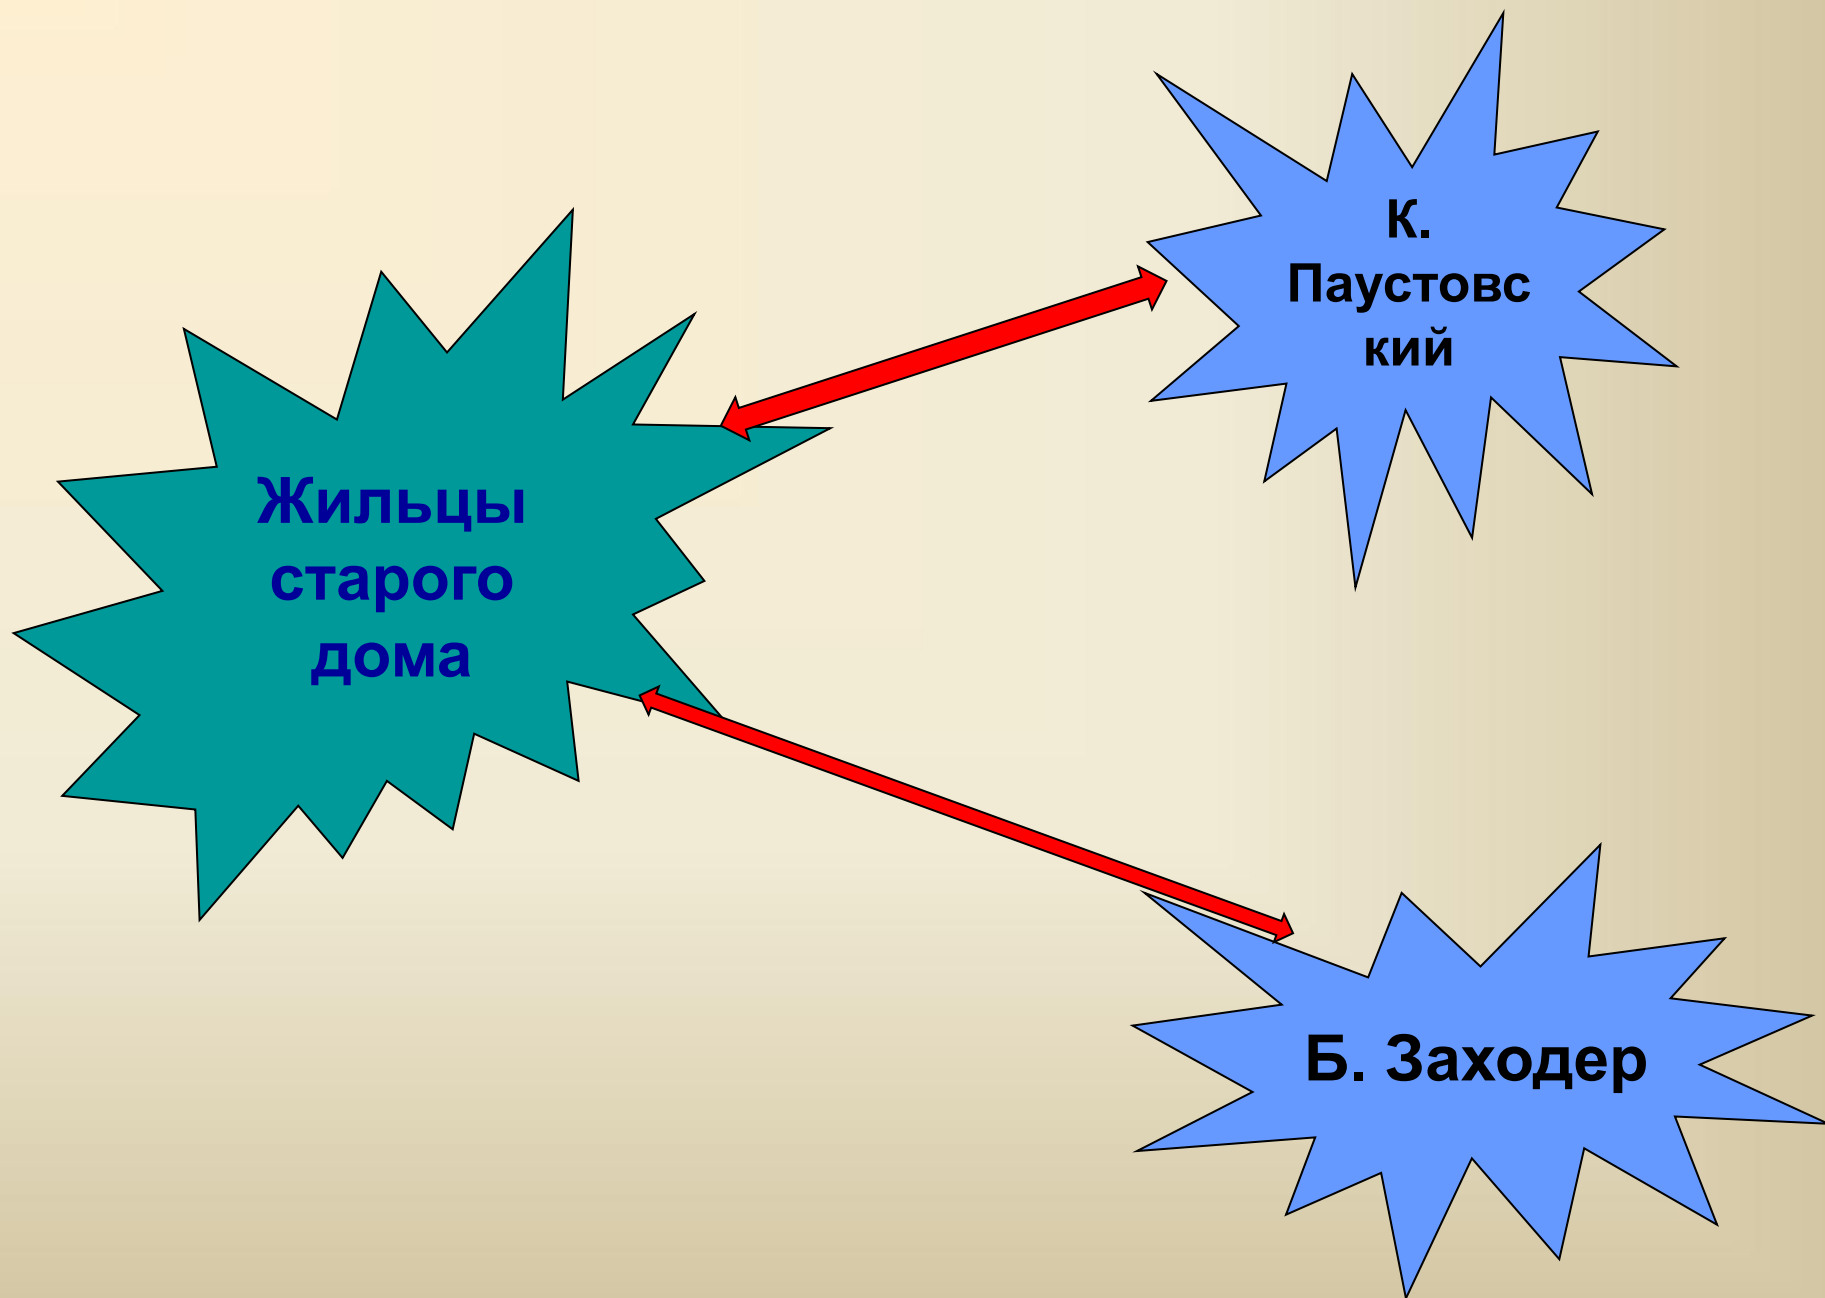 Жильцы
старого
дома
К.
Паустовс
кий
Б. Заходер